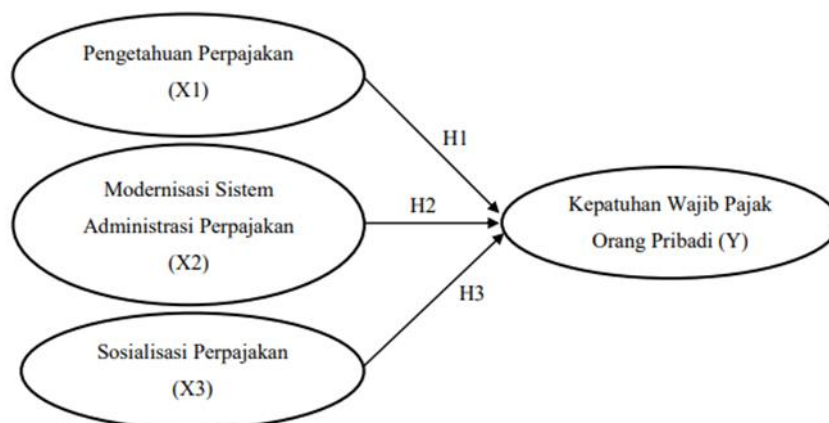 Pengetahuan Perpajakan
(X1)
H1
Modernisasi Sistem
Administrasi Perpajakan
(X2)
H2
Kepatuhan Wajib Pajak
Orang Pribadi (Y)
H3
Sosialisasi Perpajakan
(X3)